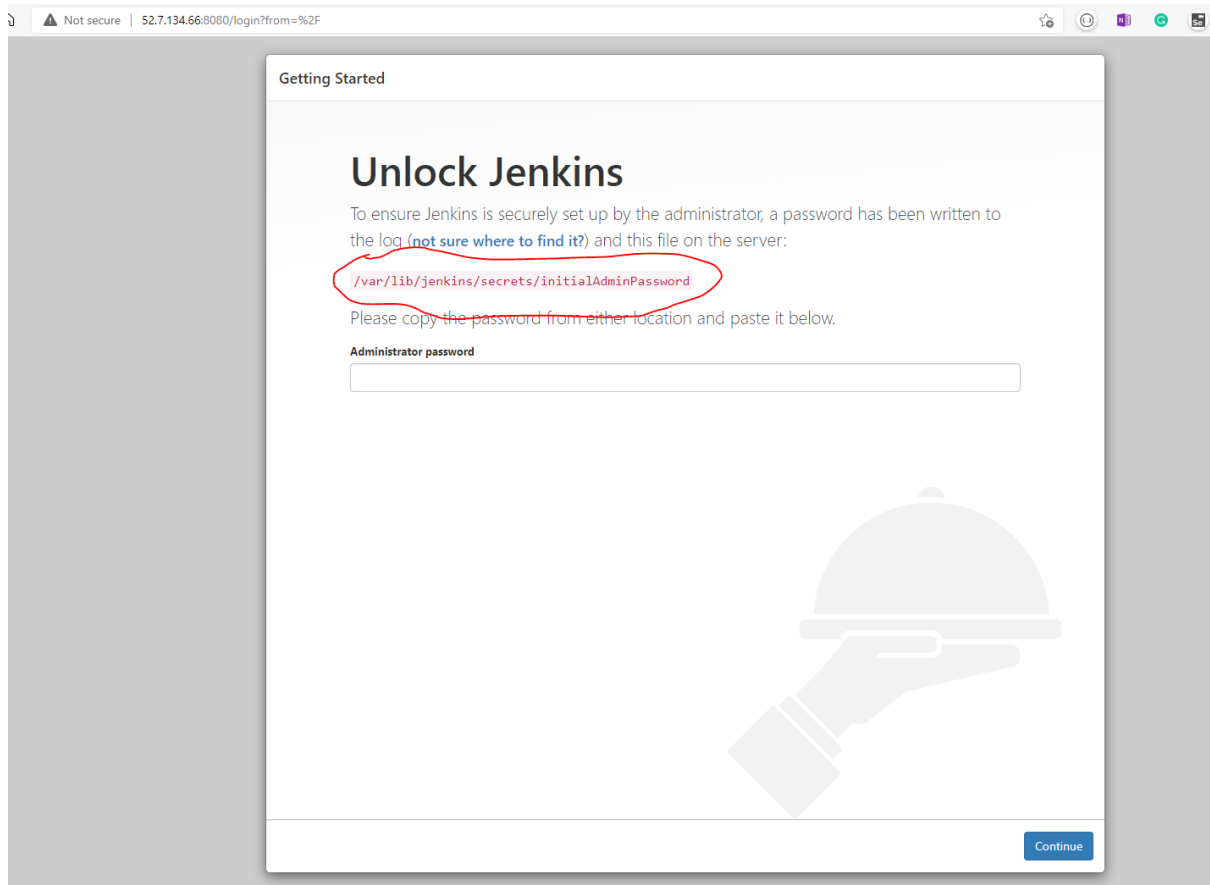 Not secure | 52.7.134.66:8080/login?from=%2F
Getting Started
Unlock Jenkins
To ensure Jenkins is securely set up by the administrator, a password has been written to
the log (not sure where to find it?) and this file on the server:
/var/lib/jenkins/secrets/initialAdminPassword
Please copy the password from either location and paste it below.
Administrator password
Continue